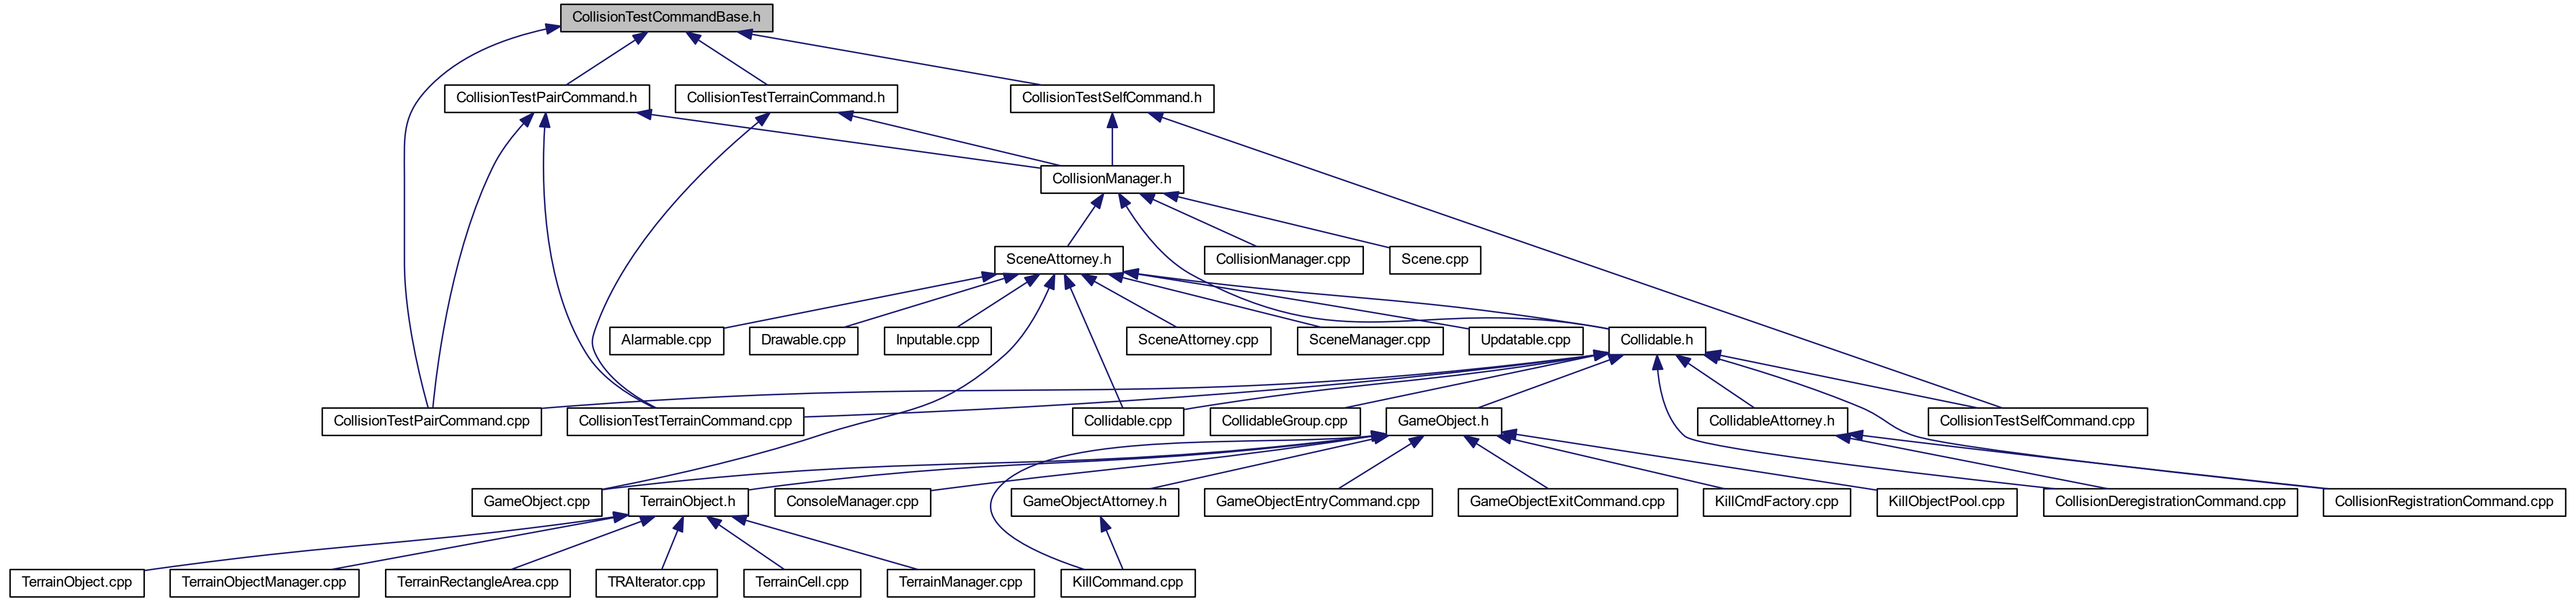 CollisionTestCommandBase.h
CollisionTestPairCommand.h
CollisionTestTerrainCommand.h
CollisionTestSelfCommand.h
CollisionManager.h
SceneAttorney.h
CollisionManager.cpp
Scene.cpp
Alarmable.cpp
Drawable.cpp
Inputable.cpp
SceneAttorney.cpp
SceneManager.cpp
Updatable.cpp
Collidable.h
CollisionTestPairCommand.cpp
CollisionTestTerrainCommand.cpp
Collidable.cpp
CollidableGroup.cpp
GameObject.h
CollidableAttorney.h
CollisionTestSelfCommand.cpp
GameObject.cpp
TerrainObject.h
ConsoleManager.cpp
GameObjectAttorney.h
GameObjectEntryCommand.cpp
GameObjectExitCommand.cpp
KillCmdFactory.cpp
KillObjectPool.cpp
CollisionDeregistrationCommand.cpp
CollisionRegistrationCommand.cpp
TerrainObject.cpp
TerrainObjectManager.cpp
TerrainRectangleArea.cpp
TRAIterator.cpp
TerrainCell.cpp
TerrainManager.cpp
KillCommand.cpp